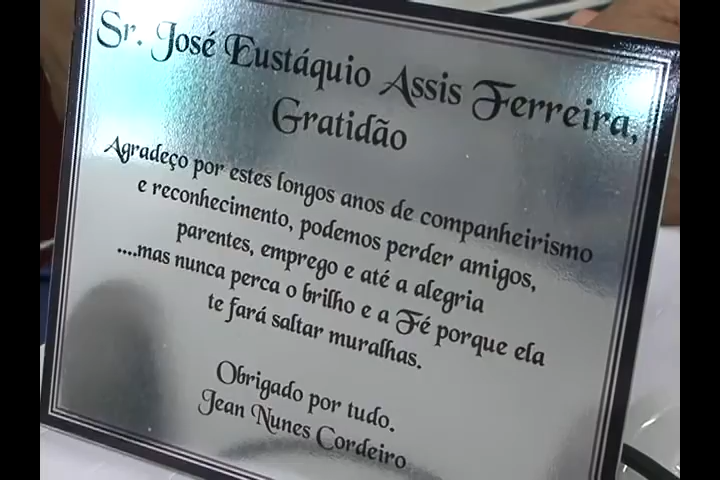 Sr. José Eustáquio Assis Ferreira,
Gratidão
Agradeço por estes longos anos de companheirismo
e reconhecimento, podemos perder amigos,
parentes, emprego e até a alegria
....mas nunca perca o brilho e a Fé porque ela
te fará saltar muralhas.
Obrigado por tudo.
Jean Nunes Cordeiro